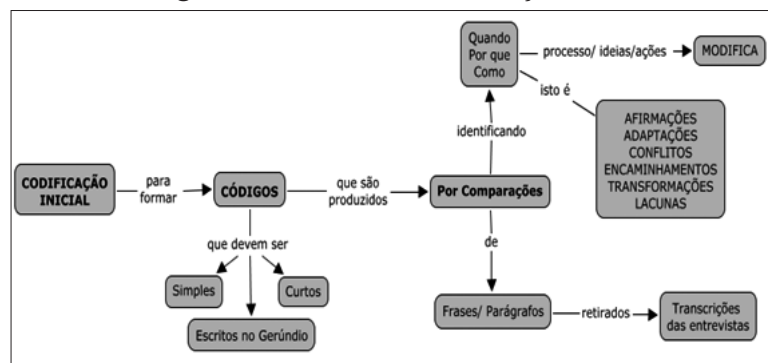 Quando
Por que
Como
processo/ ideias/ações
MODIFICA
isto é
AFIRMAÇÕES
ADAPTAÇÕES
CONFLITOS
ENCAMINHAMENTOS
TRANSFORMAÇÕES
LACUNAS
identificando
CODIFICAÇÃO
INICIAL
para
formar
CÓDIGOS
que são
produzidos
Por Comparações
que devem ser
Simples
Curtos
Escritos no Gerúndio
de
Frases/ Parágrafos
retirados
Transcrições
das entrevistas